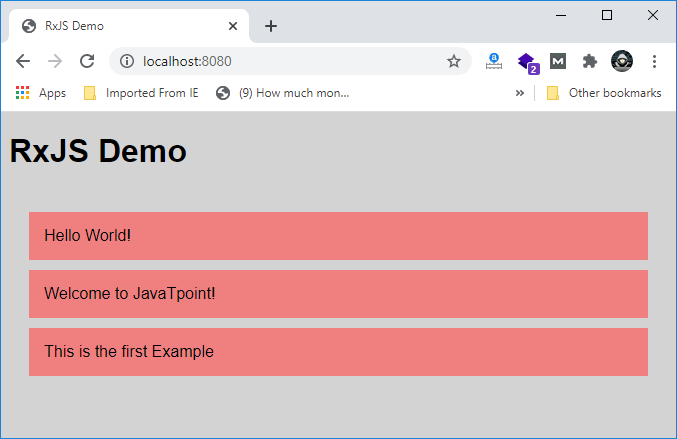 RxJS Demo
localhost:8080
2
M
Apps
Imported From IE
(9) How much mon...
Other bookmarks
RxJS Demo
Hello World!
Welcome to JavaTpoint!
This is the first Example